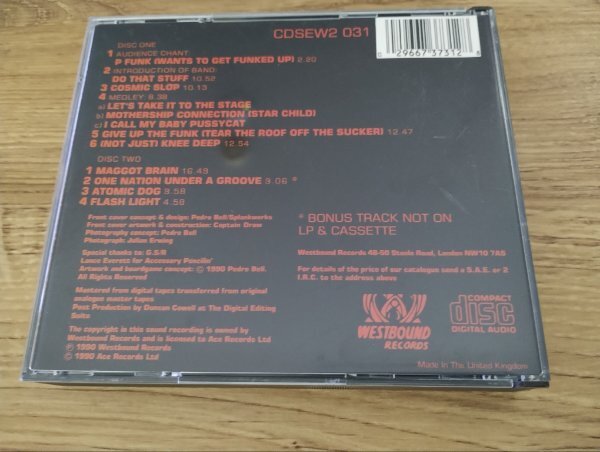 CDSEW2 031
0 29667 37312 8
DISC ONE
1 AUDIENCE CHANT:
P FUNK (WANTS TO GET FUNKED UP) 2.20
2 INTRODUCTION OF BAND:
DO THAT STUFF 10.52
3 COSMIC SLOP 10.13
4 MEDLEY: 8.38
a) LET'S TAKE IT TO THE STAGE
b) MOTHERSHIP CONNECTION (STAR CHILD)
c) I CALL MY BABY PUSSYCAT
5 GIVE UP THE FUNK (TEAR THE ROOF OFF THE SUCKER) 12.47
6 (NOT JUST) KNEE DEEP 12.54
DISC TWO
1 MAGGOT BRAIN 16.49
2 ONE NATION UNDER A GROOVE 9.06 *
3 ATOMIC DOG 9.58
4 FLASH LIGHT 4.58
Front cover concept & design: Pedro Bell/Splankwerks
Front cover artwork & construction: Captain Draw
Photography concept: Pedro Bell
Photograph: Julian Erwing
Special thanks to: G.S-R
Lance Everett for Accessory Pencilin'
Artwork and boardgame concept: © 1990 Pedro Bell.
All Rights Reserved
Mastered from digital tapes transferred from original
analogue master tapes
Post Production by Duncan Cowell at The Digital Editing
Suite
The copyright in this sound recording is owned by
Westbound Records and is licensed to Ace Records Ltd
℗ 1990 Westbound Records
© 1990 Ace Records Ltd
* BONUS TRACK NOT ON
LP & CASSETTE
Westbound Records 48-50 Steele Road, London NW10 7AS
For details of the price of our catalogue send a S.A.E. or 2
I.R.C. to the address above
WESTBOUND
RECORDS
COMPACT
disc
DIGITAL AUDIO
Made In The United Kingdom